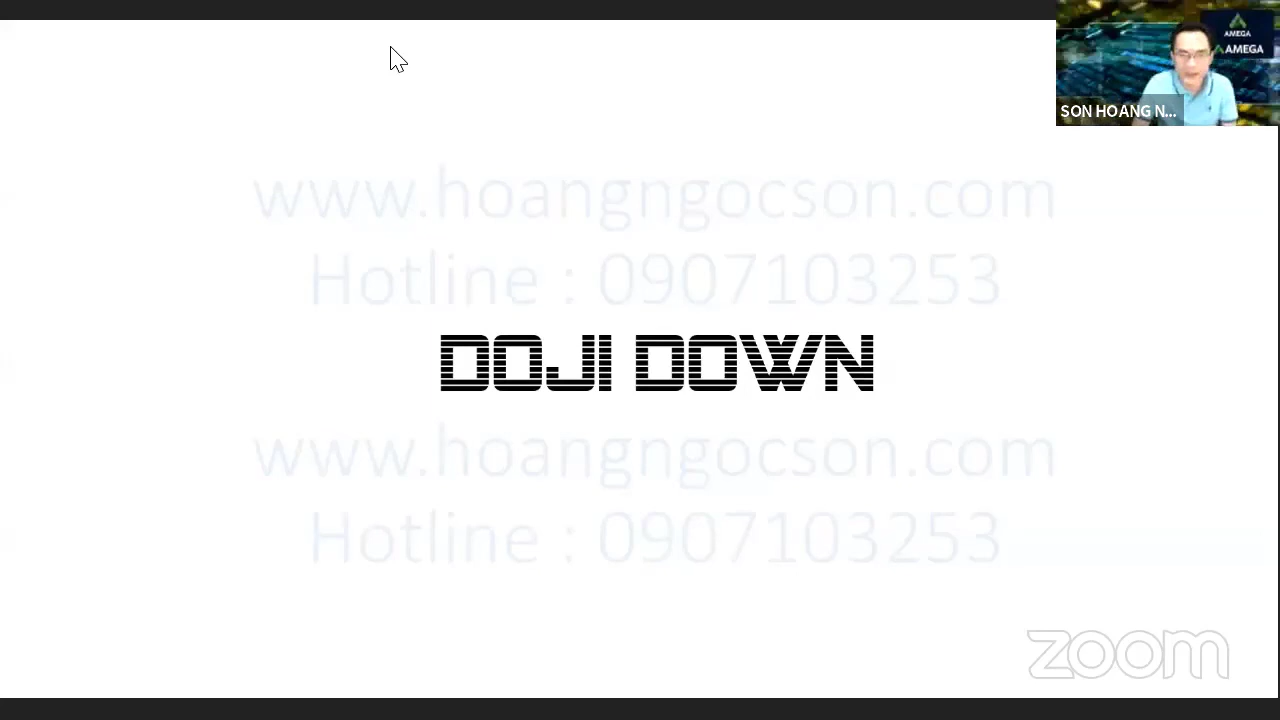 AMEGA
AMEGA
SON HOANG N...
www.hoangngocson.com
Hotline : 0907103253
DOJI DOWN
www.hoangngocson.com
Hotline : 0907103253
zoom